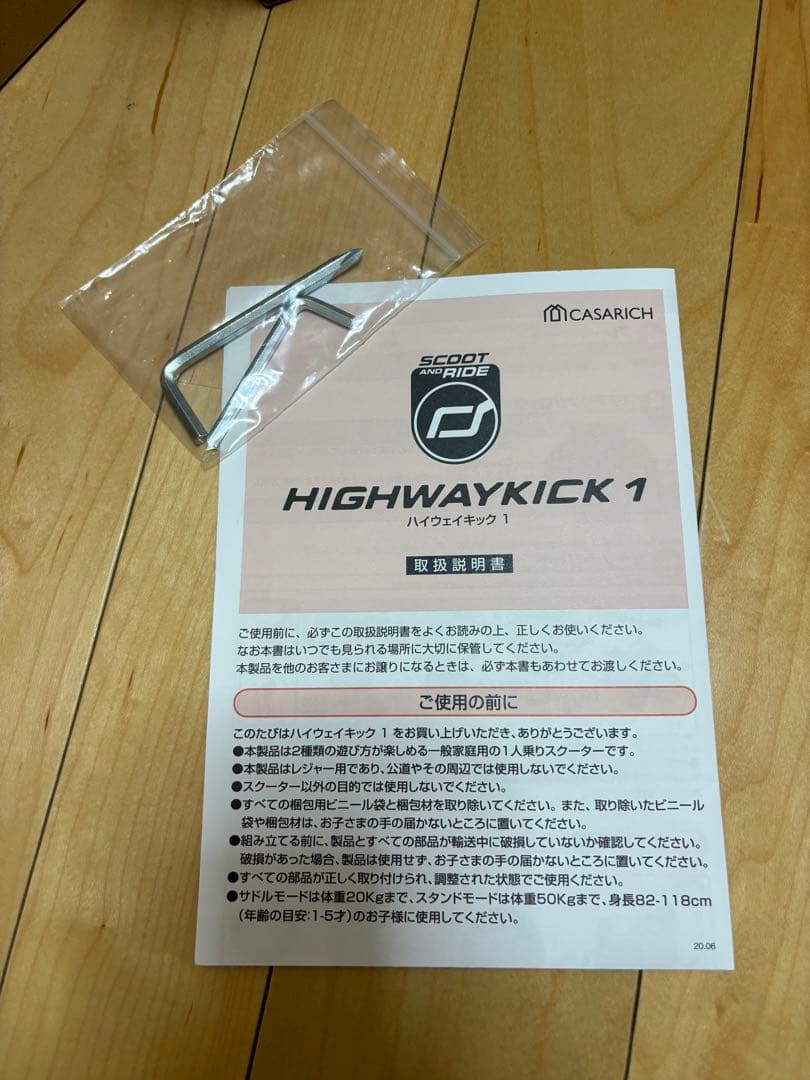 CASARICH
SCOOT
AND RIDE
HIGHWAYKICK 1
ハイウェイキック 1
取扱説明書
ご使用前に、必ずこの取扱説明書をよくお読みの上、正しくお使いください。
なお本書はいつでも見られる場所に大切に保管してください。
本製品を他のお客さまにお譲りになるときは、必ず本書もあわせてお渡しください。
ご使用の前に
このたびはハイウェイキック 1 をお買い上げいただき、ありがとうございます。
●本製品は2種類の遊び方が楽しめる一般家庭用の1人乗りスクーターです。
●本製品はレジャー用であり、公道やその周辺では使用しないでください。
●スクーター以外の目的では使用しないでください。
●すべての梱包用ビニール袋と梱包材を取り除いてください。また、取り除いたビニール
袋や梱包材は、お子さまの手の届かないところに置いてください。
●組み立てる前に、製品とすべての部品が輸送中に破損していないか確認してください。
破損があった場合、製品は使用せず、お子さまの手の届かないところに置いてください。
●すべての部品が正しく取り付けられ、調整された状態でご使用ください。
●サドルモードは体重20Kgまで、スタンドモードは体重50Kgまで、身長82-118cm
（年齢の目安：1-5才）のお子様に使用してください。
20.06